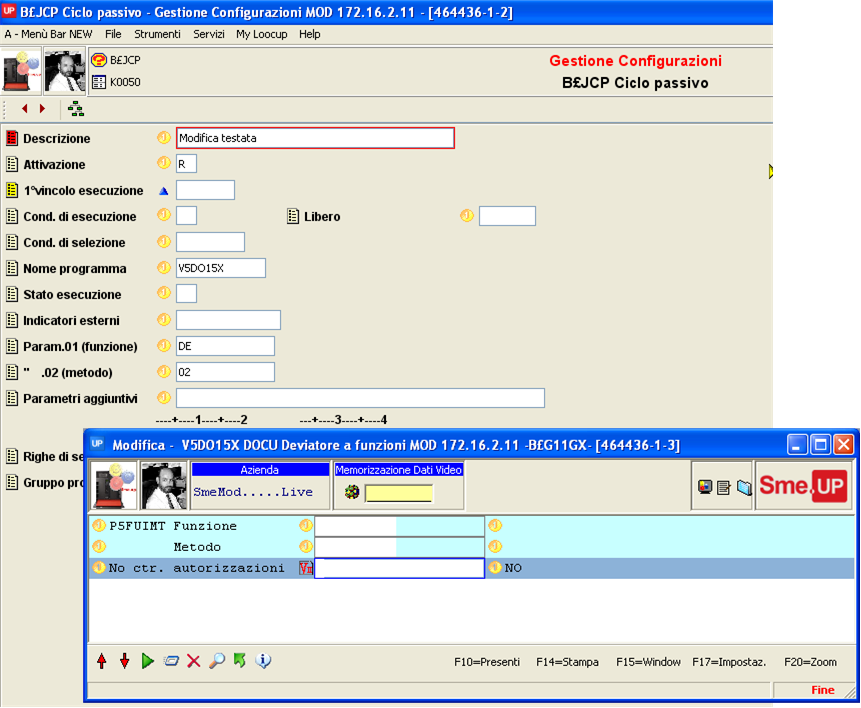 UP B£JCP Ciclo passivo - Gestione Configurazioni MOD 172.16.2.11 - [464436-1-2]
A - Menù Bar NEW File Strumenti Servizi My Loocup Help
B£JCP
K0050
Gestione Configurazioni
B£JCP Ciclo passivo
Descrizione Modifica testata
Attivazione R
1°vincolo esecuzione
Cond. di esecuzione Libero
Cond. di selezione
Nome programma V5DO15X
Stato esecuzione
Indicatori esterni
Param.01 (funzione) DE
" .02 (metodo) 02
Parametri aggiuntivi
----+----1----+----2 ---+----3----+----4
Righe di se
Gruppo pro
UP Modifica - V5DO15X DOCU Deviatore a funzioni MOD 172.16.2.11 -B£G11GX- [464436-1-3]
Azienda
SmeMod.....Live
Memorizzazione Dati Video
Sme.UP
P5FUIMT Funzione
Metodo
No ctr. autorizzazioni NO
F10=Presenti F14=Stampa F15=Window F17=Impostaz. F20=Zoom
Fine